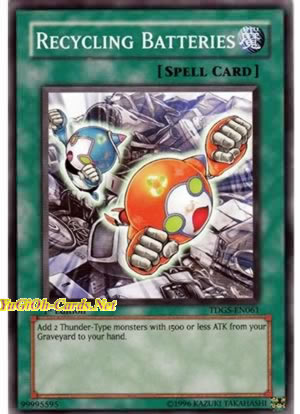 RECYCLING BATTERIES
[SPELL CARD]
YuGiOh-Cards.Net
TDGS-EN061
Add 2 Thunder-Type monsters with 1500 or less ATK from your
Graveyard to your hand.
99995595
©1996 KAZUKI TAKAHASHI